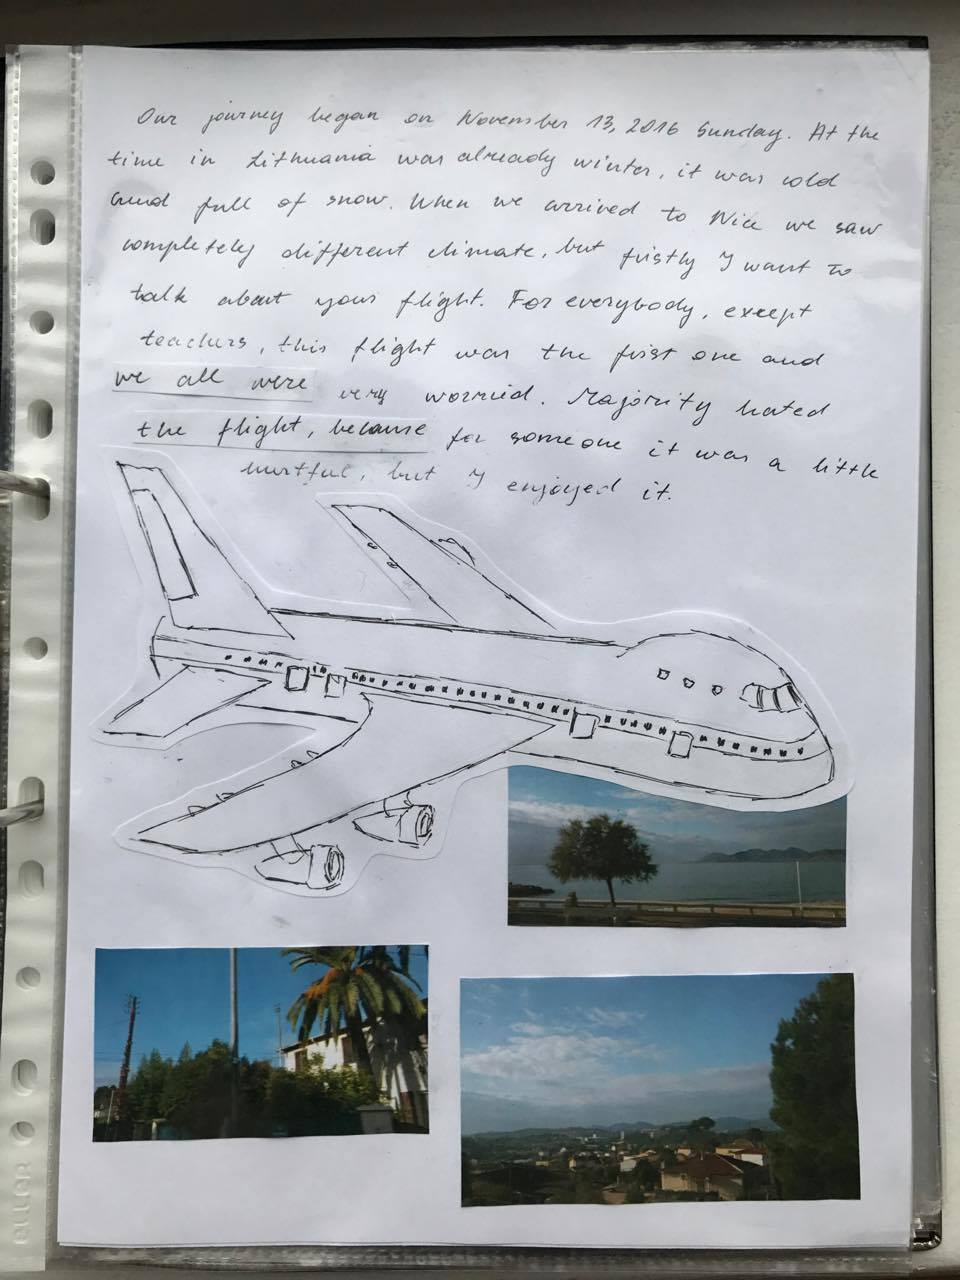 Our journey began on November 13, 2016 Sunday. At the
time in Lithuania was already winter, it was cold
and full of snow. When we arrived to Nice we saw
completely different climate, but firstly I want to
talk about your flight. For everybody, except
teachers, this flight was the first one and
we all were very worried. Majority hated
the flight, because for someone it was a little
hurtful, but I enjoyed it.